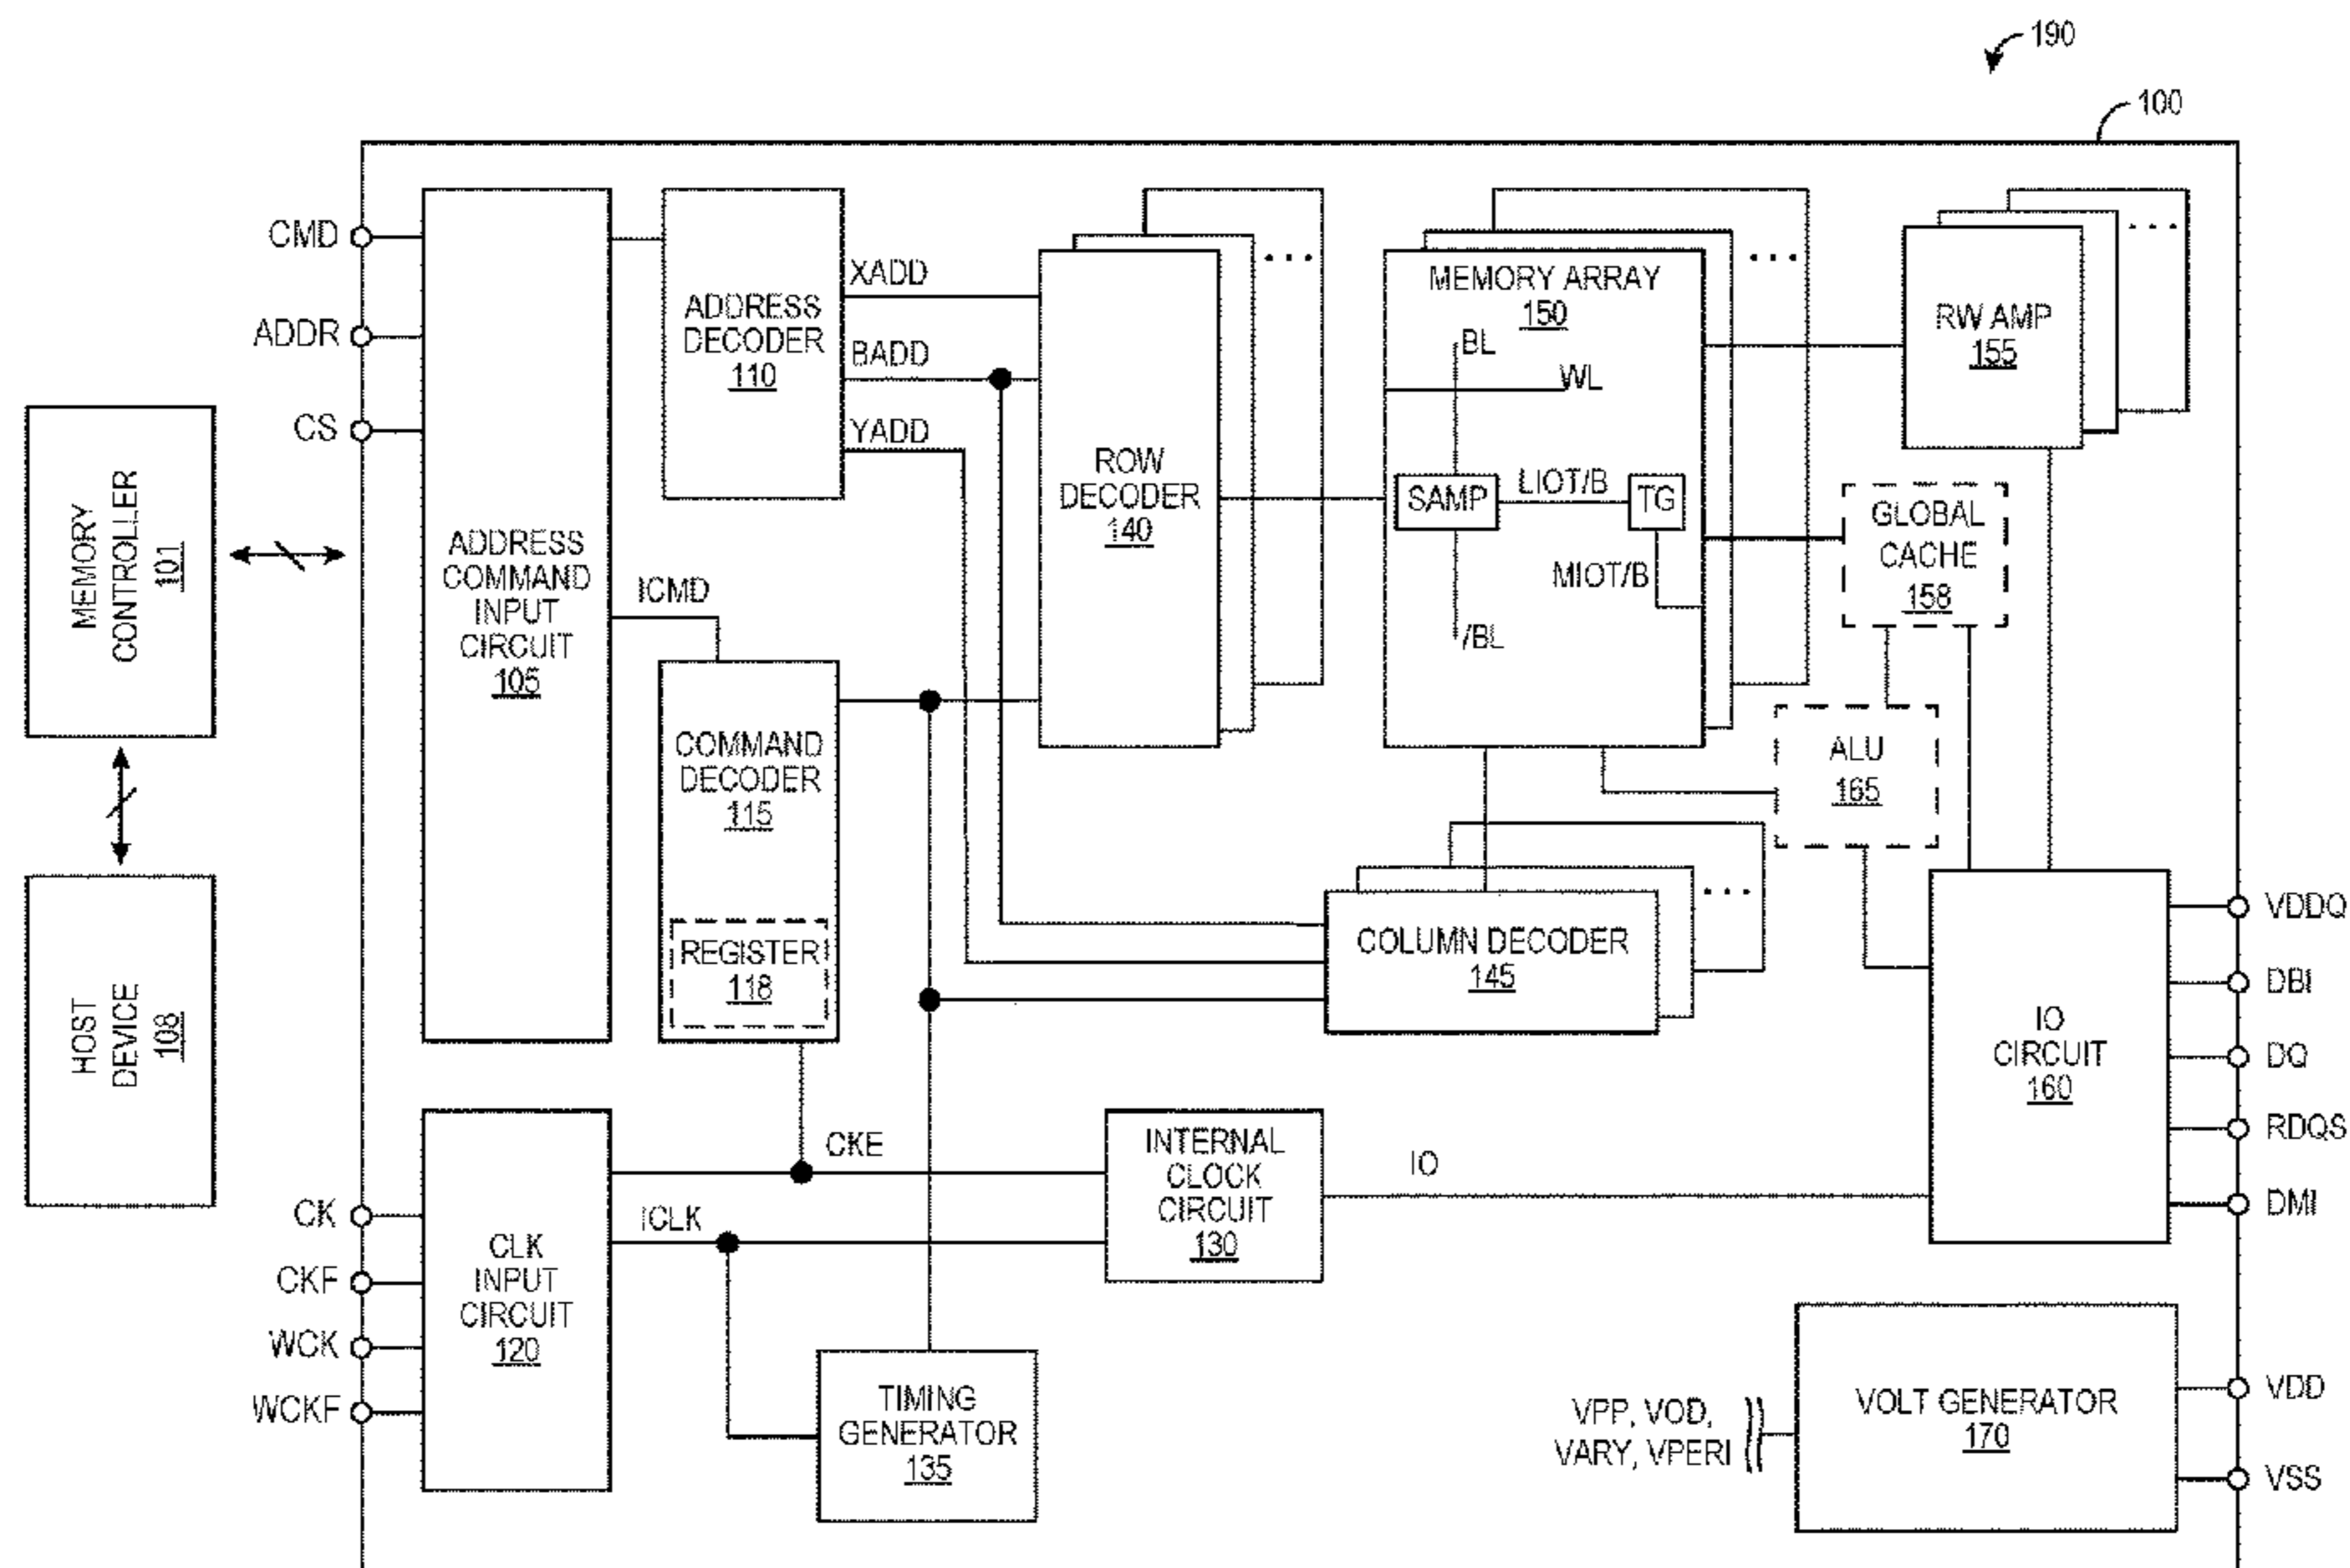 190
100
CMD
ADDR
CS
MEMORY
CONTROLLER
101
HOST
DEVICE
108
ADDRESS
COMMAND
INPUT
CIRCUIT
105
ADDRESS
DECODER
110
XADD
BADD
YADD
ICMD
COMMAND
DECODER
115
REGISTER
118
ROW
DECODER
140
...
MEMORY ARRAY
150
BL
WL
SAMP
LIOT/B
TG
MIOT/B
/BL
...
RW AMP
155
...
GLOBAL
CACHE
158
ALU
165
COLUMN DECODER
145
...
IO
CIRCUIT
160
VDDQ
DBI
DQ
RDQS
DMI
CK
CKF
WCK
WCKF
CLK
INPUT
CIRCUIT
120
CKE
ICLK
INTERNAL
CLOCK
CIRCUIT
130
IO
TIMING
GENERATOR
135
VPP, VOD,
VARY, VPERI
VOLT GENERATOR
170
VDD
VSS